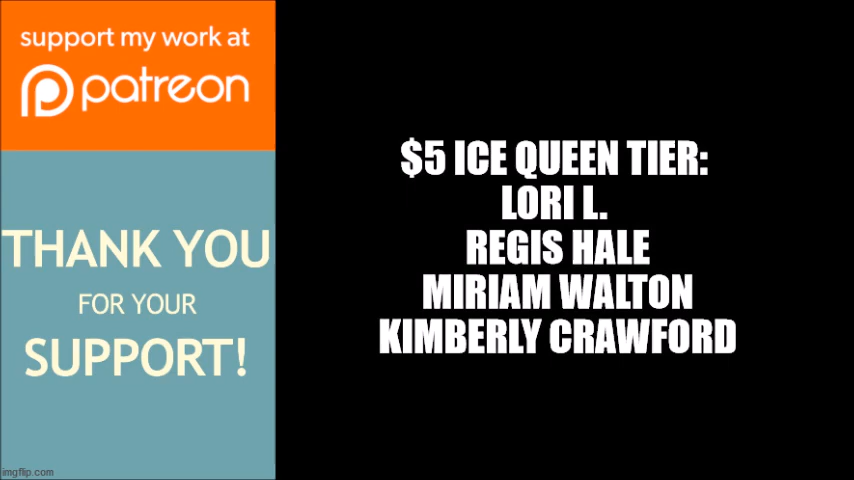 support my work at
patreon
THANK YOU
FOR YOUR
SUPPORT!
$5 ICE QUEEN TIER:
LORI L.
REGIS HALE
MIRIAM WALTON
KIMBERLY CRAWFORD
imgflip.com